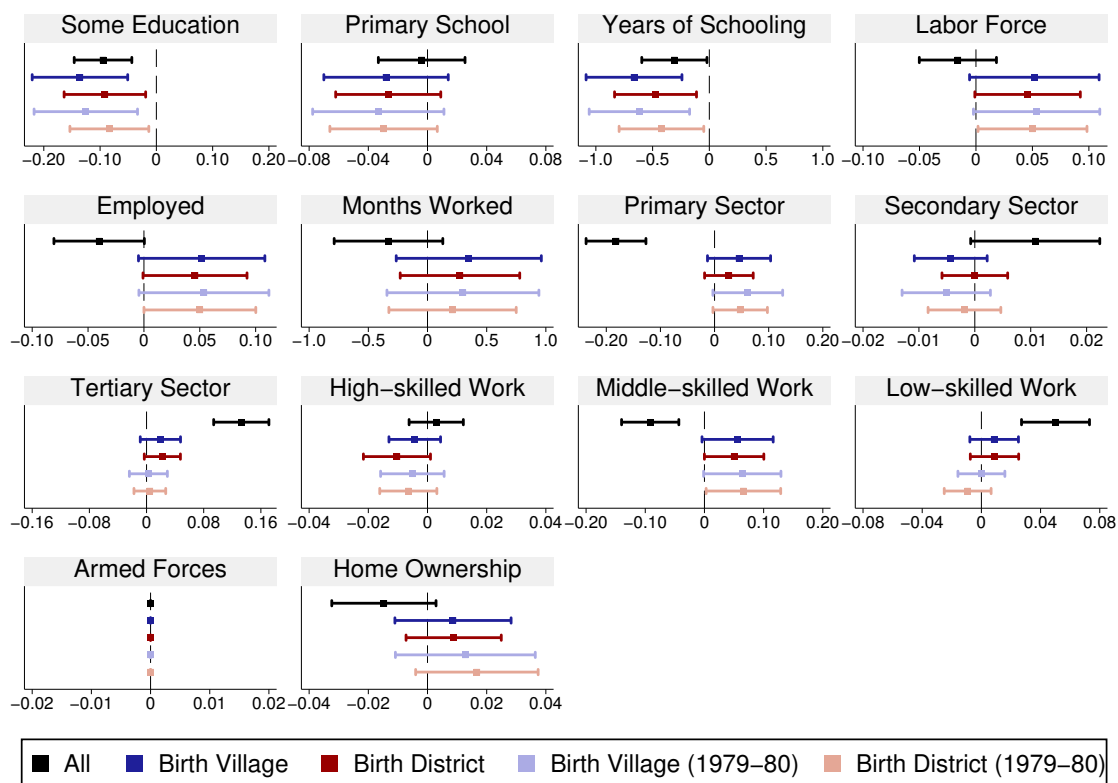 Some Education Primary School Years of Schooling Labor Force
−0.20 −0.10 0 0.10 0.20 −0.08 −0.04 0 0.04 0.08 −1.0 −0.5 0 0.5 1.0 −0.10 −0.05 0 0.05 0.10
Employed Months Worked Primary Sector Secondary Sector
−0.10 −0.05 0 0.05 0.10 −1.0 −0.5 0 0.5 1.0 −0.20 −0.10 0 0.10 0.20 −0.02 −0.01 0 0.01 0.02
Tertiary Sector High−skilled Work Middle−skilled Work Low−skilled Work
−0.16 −0.08 0 0.08 0.16 −0.04 −0.02 0 0.02 0.04 −0.20 −0.10 0 0.10 0.20 −0.08 −0.04 0 0.04 0.08
Armed Forces Home Ownership
−0.02 −0.01 0 0.01 0.02 −0.04 −0.02 0 0.02 0.04
All Birth Village Birth District Birth Village (1979−80) Birth District (1979−80)